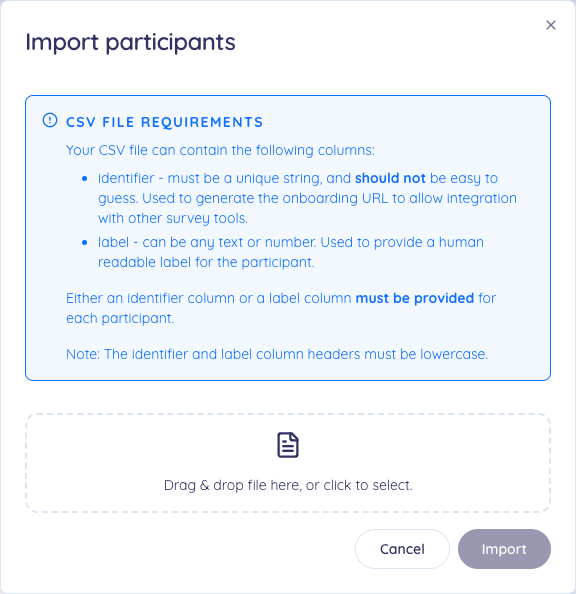 Import participants
CSV FILE REQUIREMENTS
Your CSV file can contain the following columns:
identifier - must be a unique string, and should not be easy to
guess. Used to generate the onboarding URL to allow integration
with other survey tools.
label - can be any text or number. Used to provide a human
readable label for the participant.
Either an identifier column or a label column must be provided for
each participant.
Note: The identifier and label column headers must be lowercase.
Drag & drop file here, or click to select.
Cancel
Import